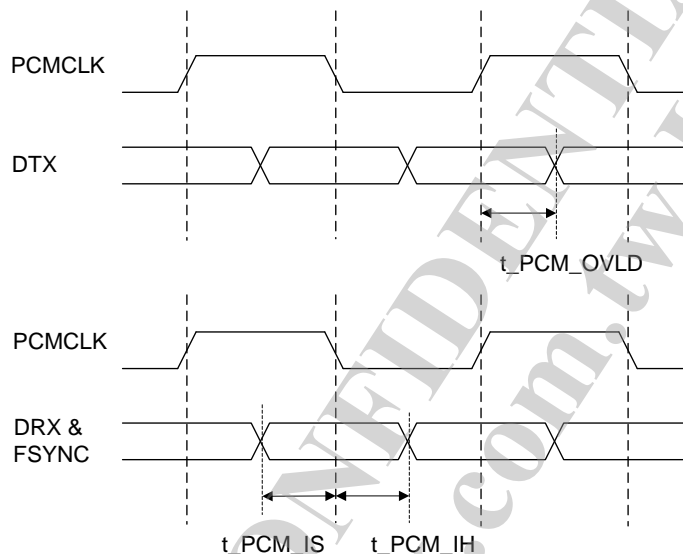 PCMCLK
DTX
t_PCM_OVLD
PCMCLK
DRX &
FSYNC
t_PCM_IS t_PCM_IH